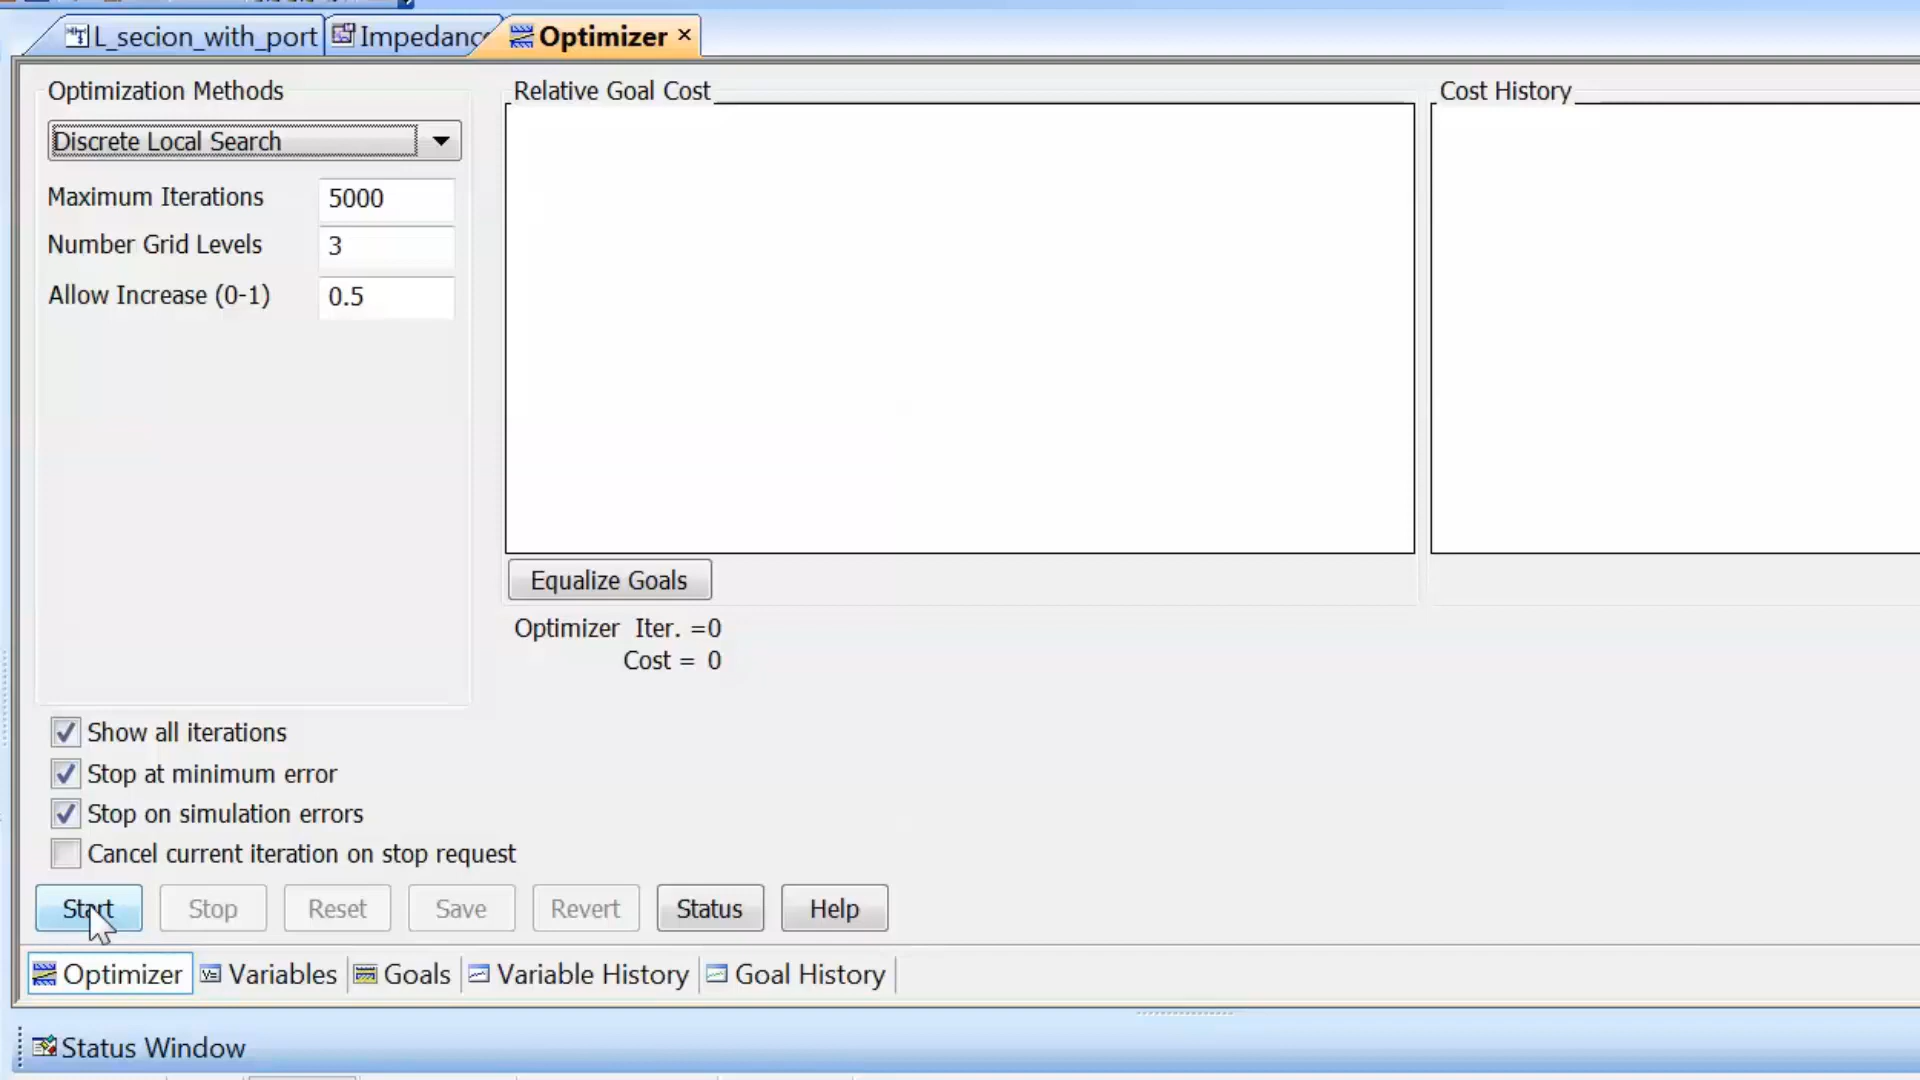 L_secion_with_port
Impedanc
Optimizer ×
Optimization Methods
Discrete Local Search
Maximum Iterations 5000
Number Grid Levels 3
Allow Increase (0-1) 0.5
Relative Goal Cost
Cost History
Equalize Goals
Optimizer Iter. =0
Cost = 0
Show all iterations
Stop at minimum error
Stop on simulation errors
Cancel current iteration on stop request
Start Stop Reset Save Revert Status Help
Optimizer Variables Goals Variable History Goal History
Status Window